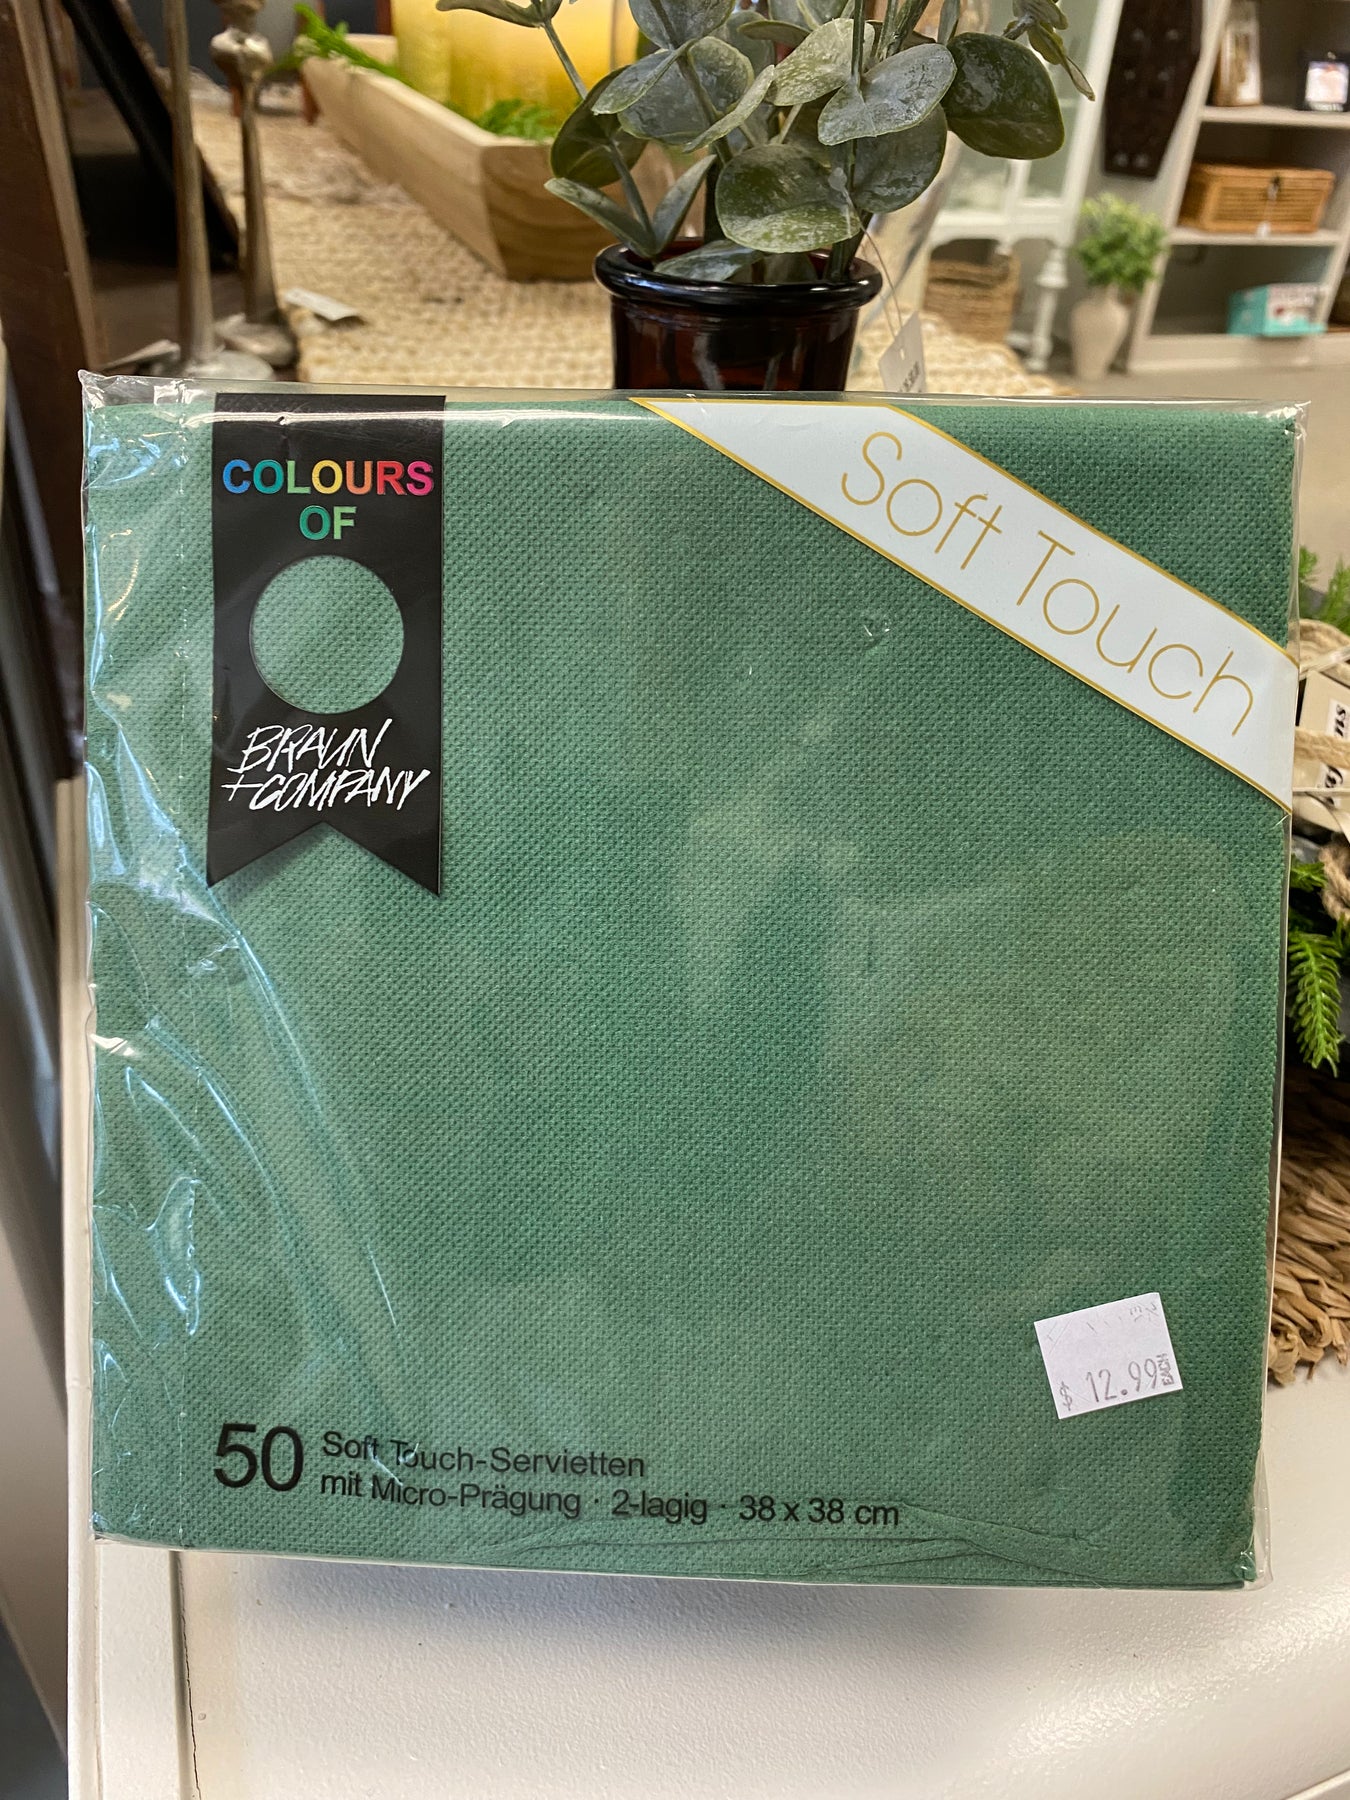 COLOURS
OF
BRAUN
+COMPANY
Soft Touch
$ 12.99 EACH
50 Soft Touch-Servietten
mit Micro-Prägung · 2-lagig · 38 x 38 cm